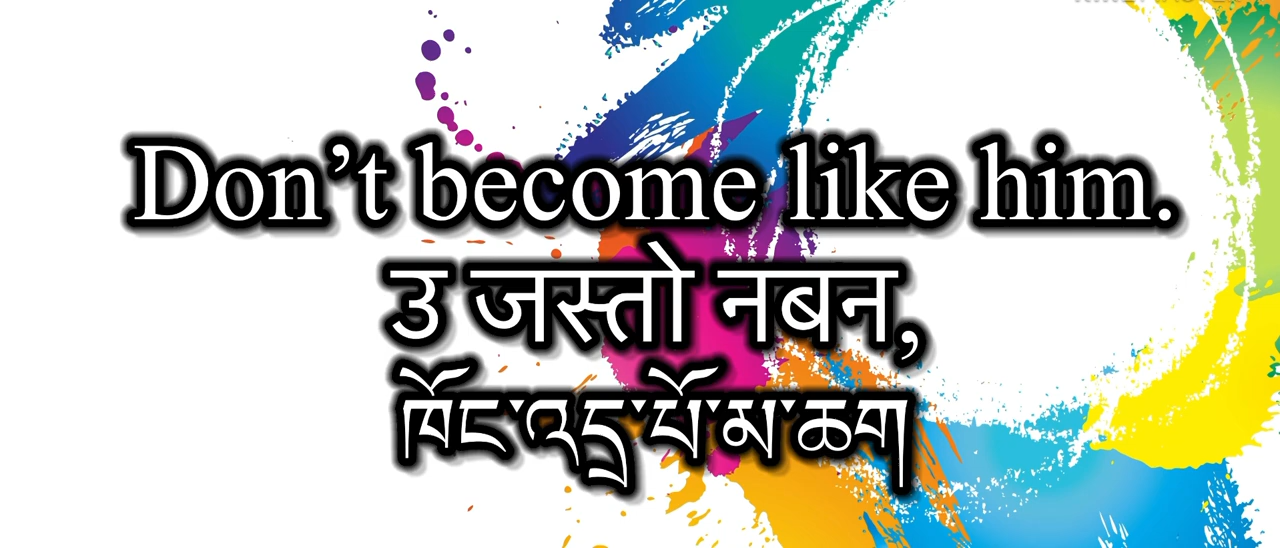 Don’t become like him.
उ जस्तो नबन,
ཁོང་འདྲ་པོ་མ་ཆག